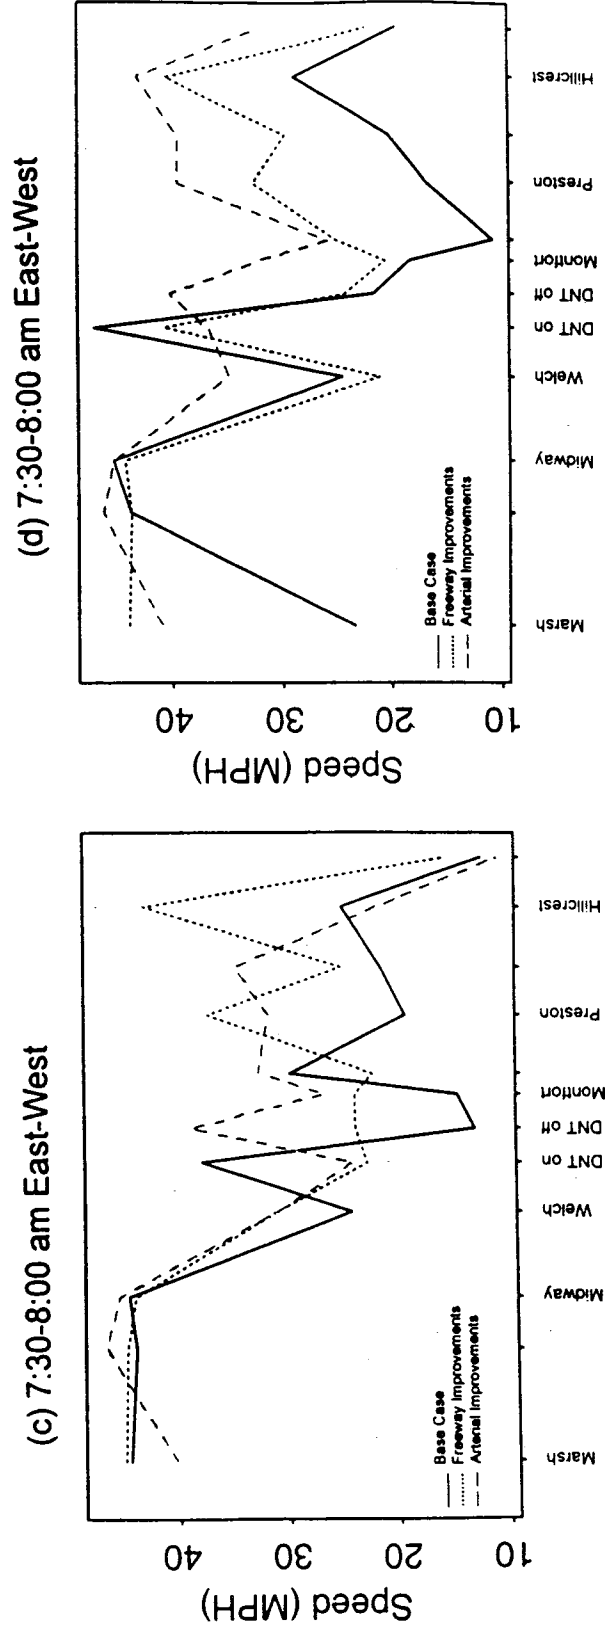 (c) 7:30-8:00 am East-West
Speed (MPH)
40
30
20
10
Base Case
Freeway Improvements
Arterial Improvements
Marsh
Midway
Welch
DNT on
DNT off
Montfort
Preston
Hillcrest
(d) 7:30-8:00 am East-West
Speed (MPH)
40
30
20
10
Base Case
Freeway Improvements
Arterial Improvements
Marsh
Midway
Welch
DNT on
DNT off
Montfort
Preston
Hillcrest